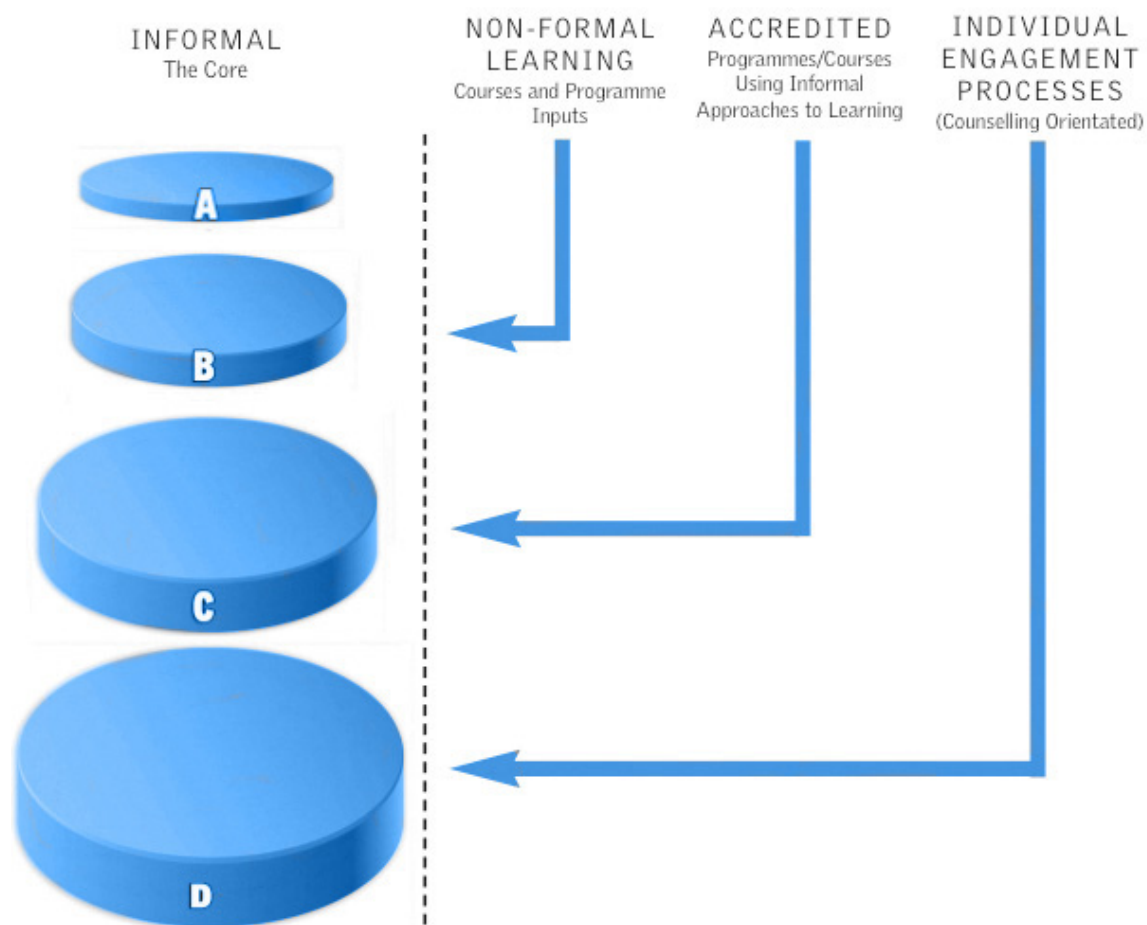 INFORMAL
The Core
NON-FORMAL
LEARNING
Courses and Programme
Inputs
ACCREDITED
Programmes/Courses
Using Informal
Approaches to Learning
INDIVIDUAL
ENGAGEMENT
PROCESSES
(Counselling Orientated)
A
B
C
D